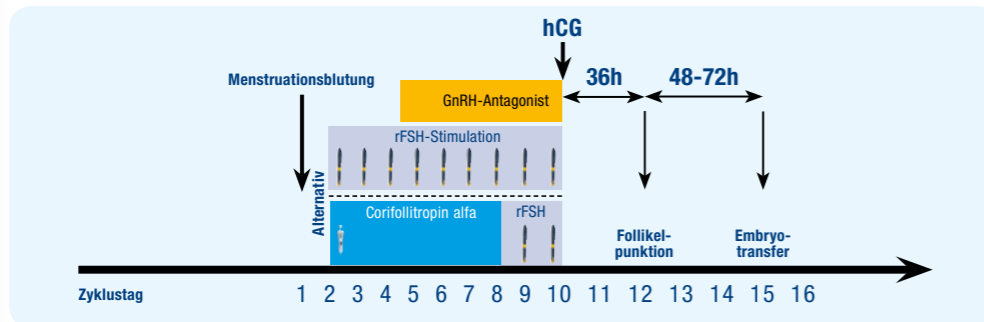 hCG
Menstruationsblutung
36h
48-72h
GnRH-Antagonist
rFSH-Stimulation
Alternativ
Corifollitropin alfa
rFSH
Follikel-
punktion
Embryo-
transfer
Zyklustag
1 2 3 4 5 6 7 8 9 10 11 12 13 14 15 16